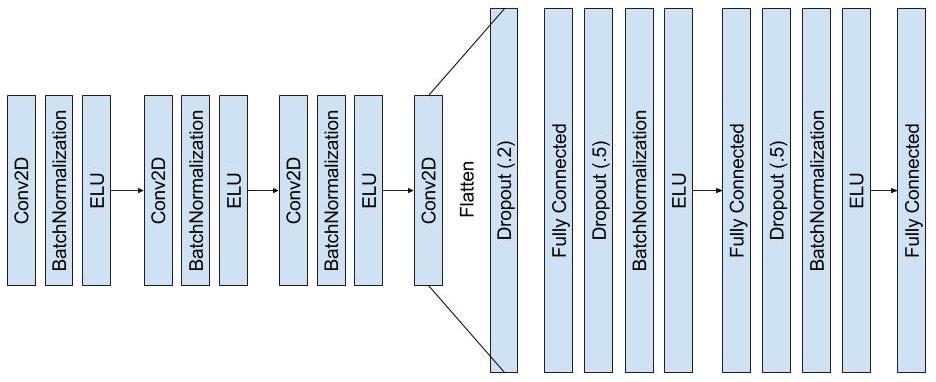 Conv2D
BatchNormalization
ELU
Conv2D
BatchNormalization
ELU
Conv2D
BatchNormalization
ELU
Conv2D
Flatten
Dropout (.2)
Fully Connected
Dropout (.5)
BatchNormalization
ELU
Fully Connected
Dropout (.5)
BatchNormalization
ELU
Fully Connected